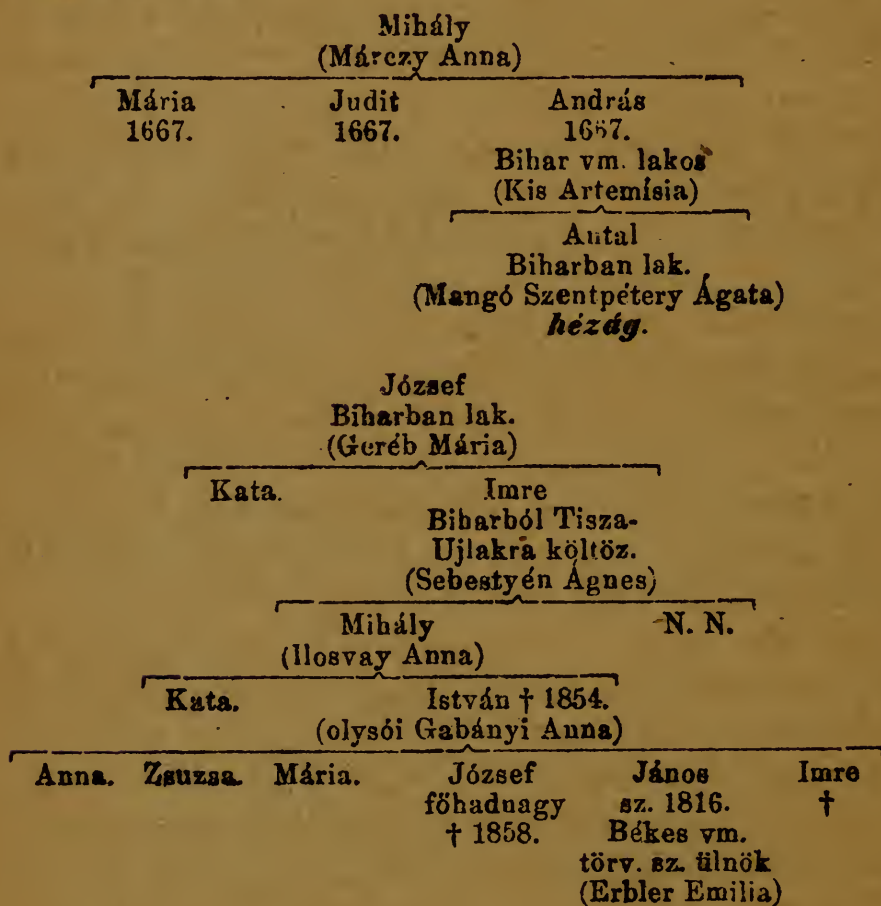 Mihály
(Márczy Anna)
Mária Judit András
1667. 1667. 1667.
Bihar vm. lakos
(Kis Artemísia)
Antal
Biharban lak.
(Mangó Szentpétery Ágata)
hézág.
József
Biharban lak.
(Geréb Mária)
Kata. Imre
Biharból Tisza-
Ujlakra költöz.
(Sebestyén Ágnes)
Mihály N. N.
(Ilosvay Anna)
Kata. István † 1854.
(olysói Gabányi Anna)
Anna. Zsuzsa. Mária. József János Imre
főhadnagy sz. 1816. †
† 1858. Békes vm.
törv. sz. ülnök
(Erbler Emilia)